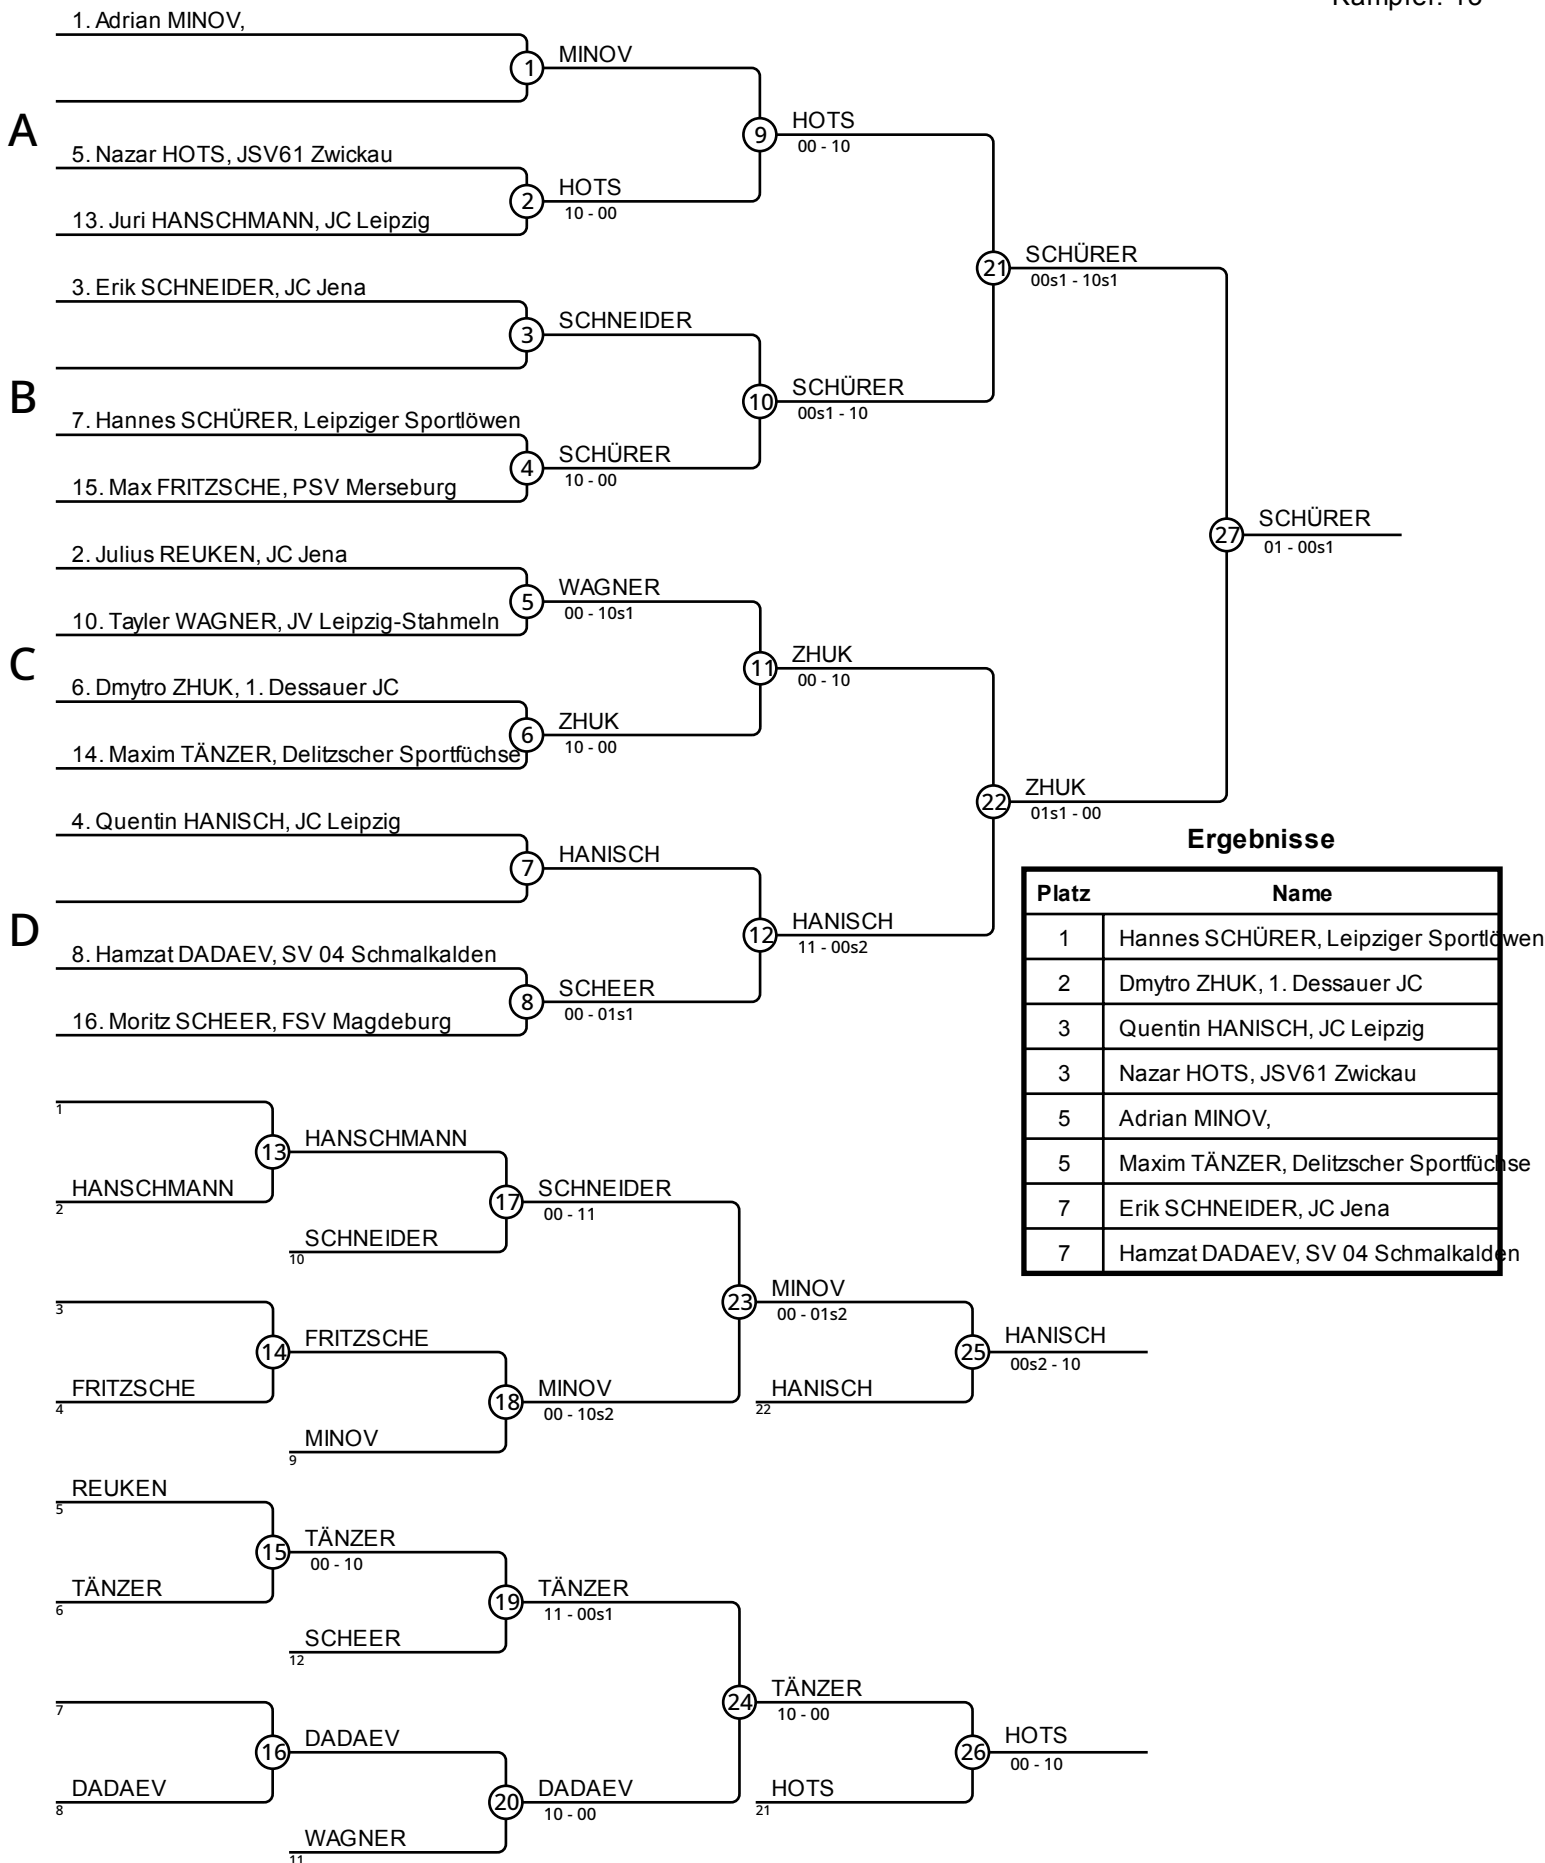 1. Adrian MINOV,
1
MINOV
A
9
HOTS
00 - 10
5. Nazar HOTS, JSV61 Zwickau
2
HOTS
10 - 00
13. Juri HANSCHMANN, JC Leipzig
21
SCHÜRER
00s1 - 10s1
3. Erik SCHNEIDER, JC Jena
3
SCHNEIDER
B
10
SCHÜRER
00s1 - 10
7. Hannes SCHÜRER, Leipziger Sportlöwen
4
SCHÜRER
10 - 00
15. Max FRITZSCHE, PSV Merseburg
27
SCHÜRER
01 - 00s1
2. Julius REUKEN, JC Jena
5
WAGNER
00 - 10s1
10. Tayler WAGNER, JV Leipzig-Stahmeln
C
11
ZHUK
00 - 10
6. Dmytro ZHUK, 1. Dessauer JC
6
ZHUK
10 - 00
14. Maxim TÄNZER, Delitzscher Sportfüchse
22
ZHUK
01s1 - 00
4. Quentin HANISCH, JC Leipzig
7
HANISCH
D
12
HANISCH
11 - 00s2
8. Hamzat DADAEV, SV 04 Schmalkalden
8
SCHEER
00 - 01s1
16. Moritz SCHEER, FSV Magdeburg
Ergebnisse
Platz Name
1 Hannes SCHÜRER, Leipziger Sportlöwen
2 Dmytro ZHUK, 1. Dessauer JC
3 Quentin HANISCH, JC Leipzig
3 Nazar HOTS, JSV61 Zwickau
5 Adrian MINOV,
5 Maxim TÄNZER, Delitzscher Sportfüchse
7 Erik SCHNEIDER, JC Jena
7 Hamzat DADAEV, SV 04 Schmalkalden
1
13
HANSCHMANN
HANSCHMANN
2
17
SCHNEIDER
00 - 11
SCHNEIDER
10
3
23
MINOV
00 - 01s2
14
FRITZSCHE
FRITZSCHE
4
18
MINOV
00 - 10s2
MINOV
9
25
HANISCH
00s2 - 10
HANISCH
22
REUKEN
5
15
TÄNZER
00 - 10
TÄNZER
6
19
TÄNZER
11 - 00s1
SCHEER
12
7
24
TÄNZER
10 - 00
16
DADAEV
DADAEV
8
20
DADAEV
10 - 00
WAGNER
11
26
HOTS
00 - 10
HOTS
21